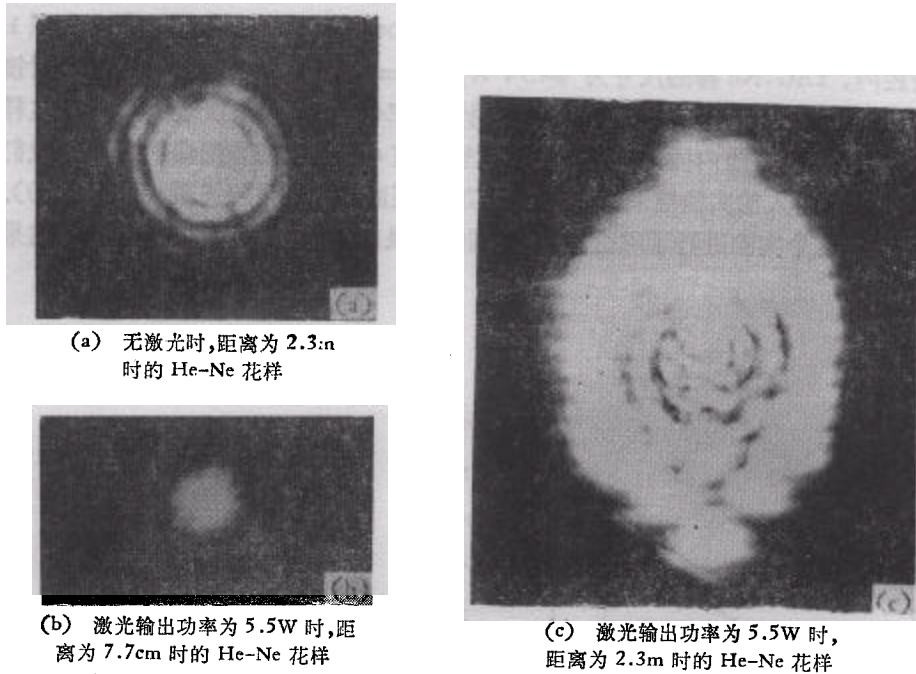 (a)
(a) 无激光时,距离为 2.3m
时的 He-Ne 花样
(b)
(b) 激光输出功率为 5.5W 时,距
离为 7.7cm 时的 He-Ne 花样
(c)
(c) 激光输出功率为 5.5W 时,
距离为 2.3m 时的 He-Ne 花样